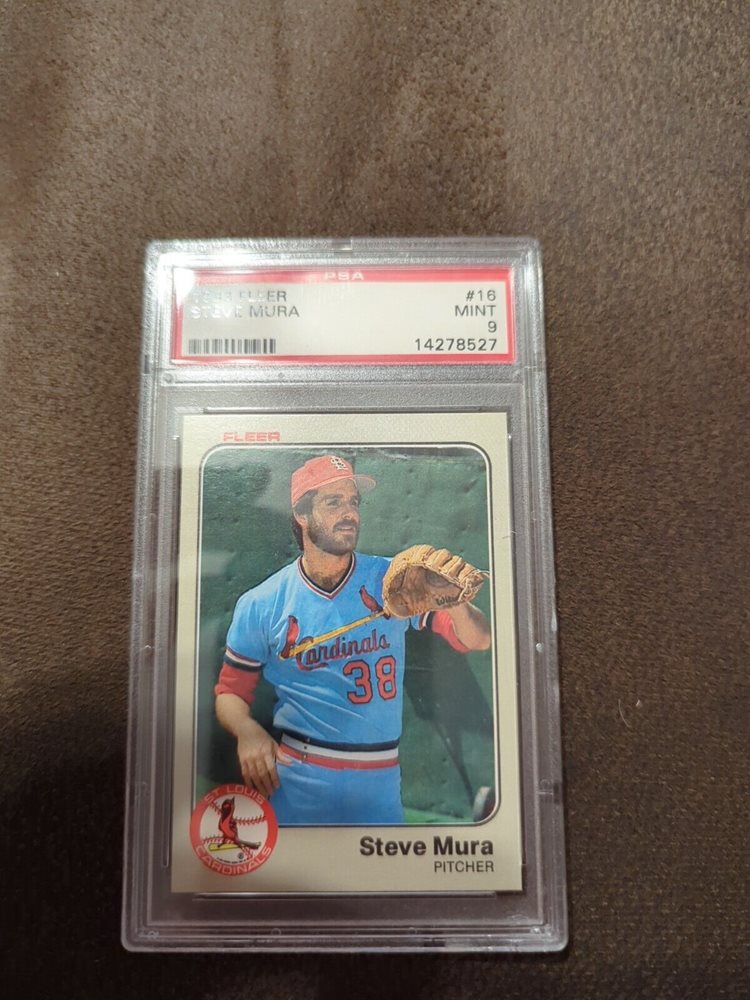 PSA
FLEER
#16
STEVE MURA
MINT
9
14278527
FLEER
Cardinals
38
ST LOUIS
CARDINALS
Steve Mura
PITCHER